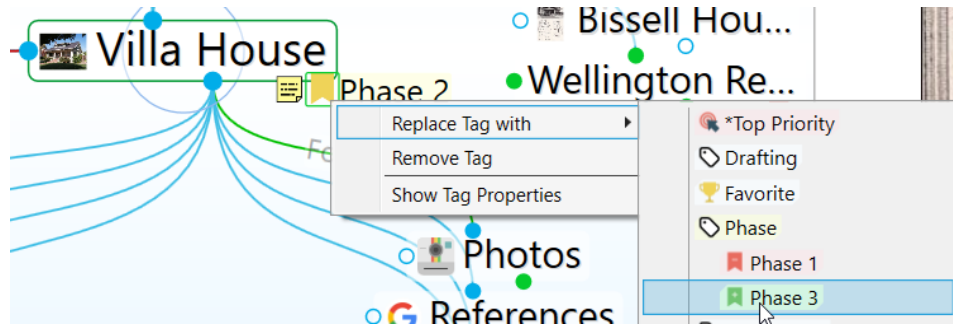 Villa House
Bissell Hou...
Wellington Re...
Phase 2
Replace Tag with
Remove Tag
Show Tag Properties
*Top Priority
Drafting
Favorite
Phase
Phase 1
Phase 3
Photos
References